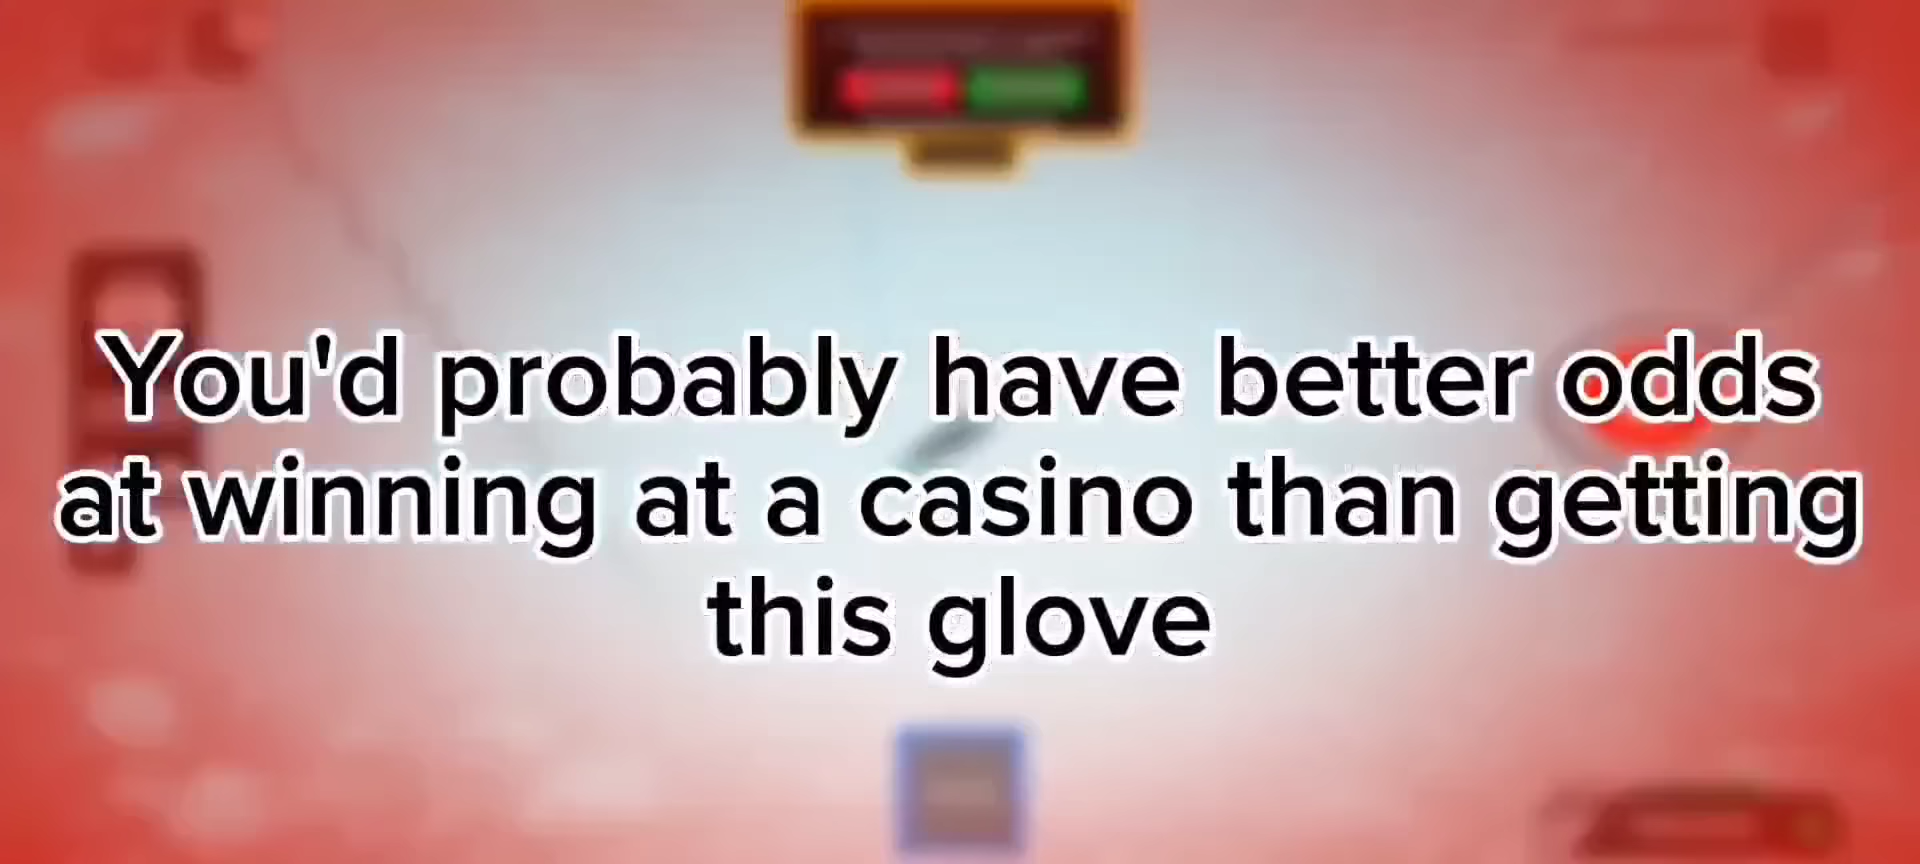 You'd probably have better odds
at winning at a casino than getting
this glove